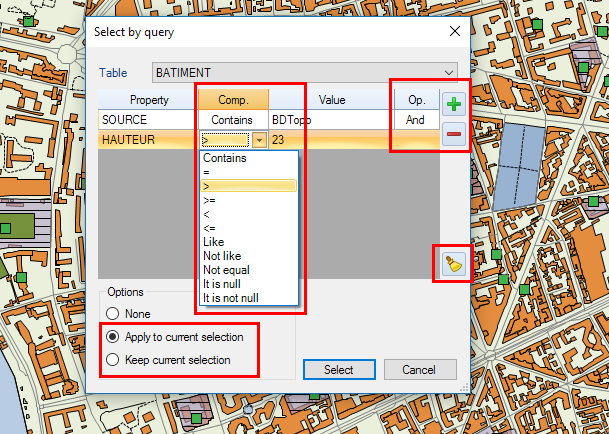 Select by query
Table BATIMENT
Property Comp. Value Op.
SOURCE Contains BDTopo And
HAUTEUR > 23
Contains
=
>
>=
<
<=
Like
Not like
Not equal
It is null
It is not null
Options
None
Apply to current selection
Keep current selection
Select Cancel